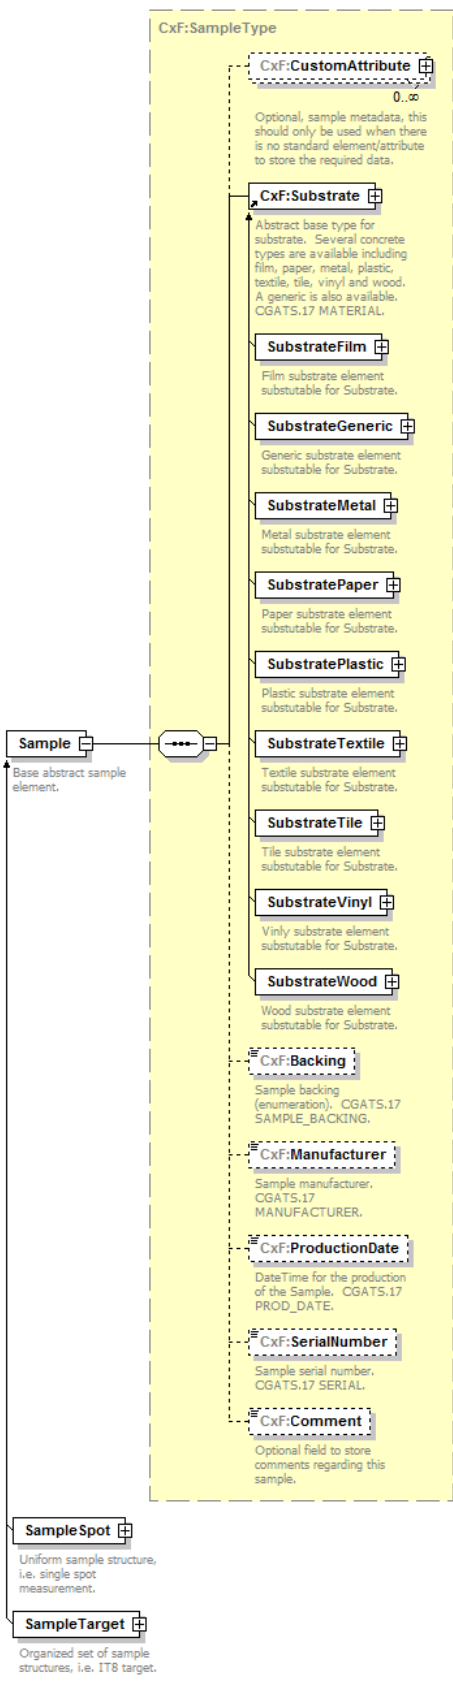 CxF:SampleType
CxF:CustomAttribute
0..∞
Optional, sample metadata, this
should only be used when there
is no standard element/attribute
to store the required data.
CxF:Substrate
Abstract base type for
substrate. Several concrete
types are available including
film, paper, metal, plastic,
textile, tile, vinyl and wood.
A generic is also available.
CGATS.17 MATERIAL.
SubstrateFilm
Film substrate element
substutable for Substrate.
SubstrateGeneric
Generic substrate element
substutable for Substrate.
SubstrateMetal
Metal substrate element
substutable for Substrate.
SubstratePaper
Paper substrate element
substutable for Substrate.
SubstratePlastic
Plastic substrate element
substutable for Substrate.
Sample
Base abstract sample
element.
SubstrateTextile
Textile substrate element
substutable for Substrate.
SubstrateTile
Tile substrate element
substutable for Substrate.
SubstrateVinyl
Vinly substrate element
substutable for Substrate.
SubstrateWood
Wood substrate element
substutable for Substrate.
CxF:Backing
Sample backing
(enumeration). CGATS.17
SAMPLE_BACKING.
CxF:Manufacturer
Sample manufacturer.
CGATS.17
MANUFACTURER.
CxF:ProductionDate
DateTime for the production
of the Sample. CGATS.17
PROD_DATE.
CxF:SerialNumber
Sample serial number.
CGATS.17 SERIAL.
CxF:Comment
Optional field to store
comments regarding this
sample.
SampleSpot
Uniform sample structure,
i.e. single spot
measurement.
SampleTarget
Organized set of sample
structures, i.e. IT8 target.